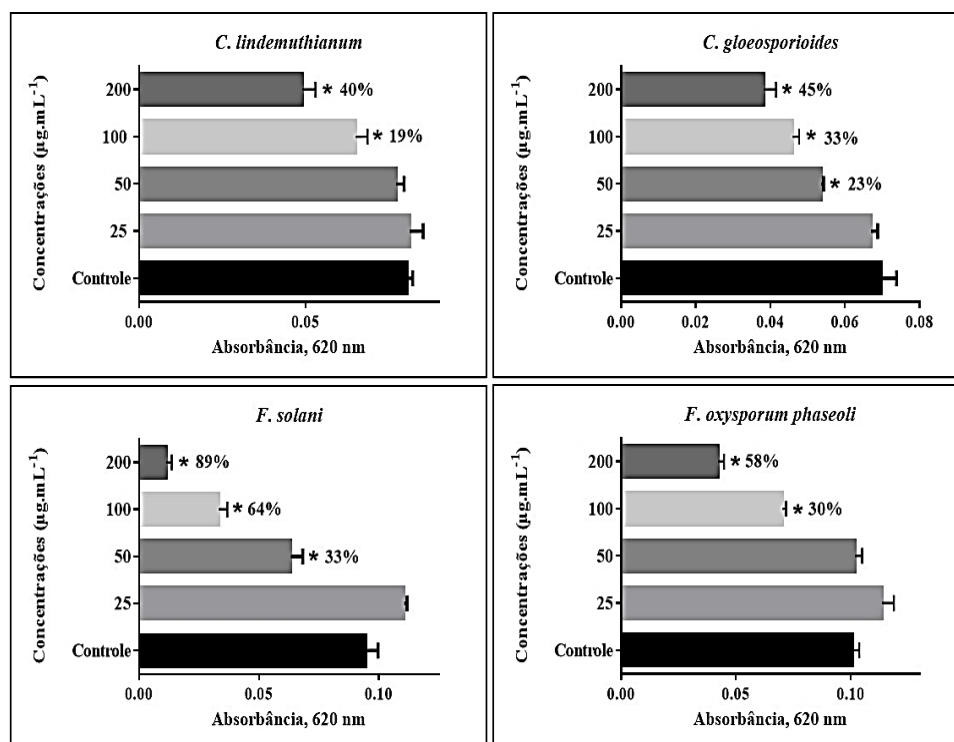 C. lindemuthianum
Concentrações (µg.mL⁻¹)
200
* 40%
100
* 19%
50
25
Controle
0.00
0.05
Absorbância, 620 nm
C. gloeosporioides
Concentrações (µg.mL⁻¹)
200
* 45%
100
* 33%
50
* 23%
25
Controle
0.00
0.02
0.04
0.06
0.08
Absorbância, 620 nm
F. solani
Concentrações (µg.mL⁻¹)
200
* 89%
100
* 64%
50
* 33%
25
Controle
0.00
0.05
0.10
Absorbância, 620 nm
F. oxysporum phaseoli
Concentrações (µg.mL⁻¹)
200
* 58%
100
* 30%
50
25
Controle
0.00
0.05
0.10
Absorbância, 620 nm